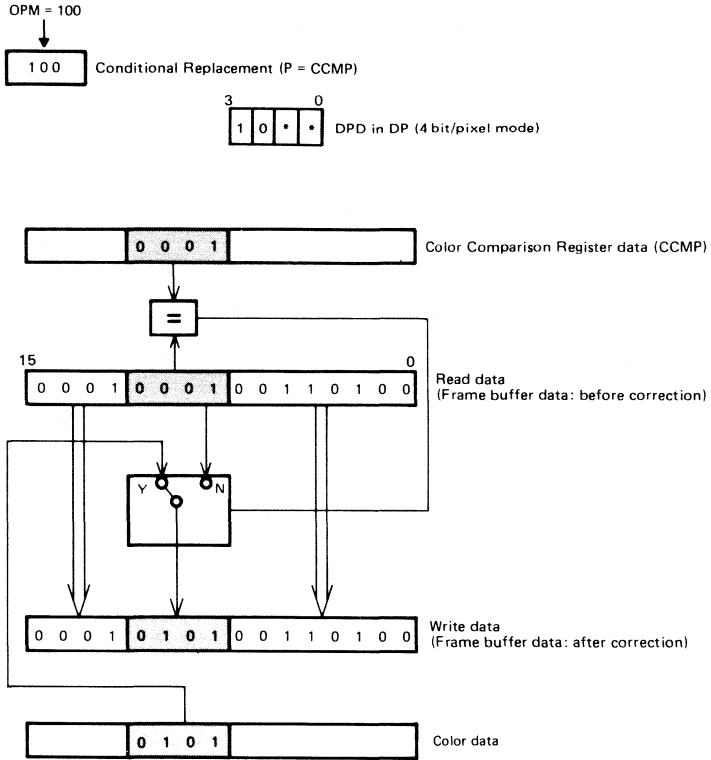 OPM = 100
100 Conditional Replacement (P = CCMP)
3 0
1 0 * * DPD in DP (4 bit/pixel mode)
0 0 0 1 Color Comparison Register data (CCMP)
=
15 0
0 0 0 1 0 0 0 1 0 0 1 1 0 1 0 0 Read data
(Frame buffer data: before correction)
Y N
0 0 0 1 0 1 0 1 0 0 1 1 0 1 0 0 Write data
(Frame buffer data: after correction)
0 1 0 1 Color data